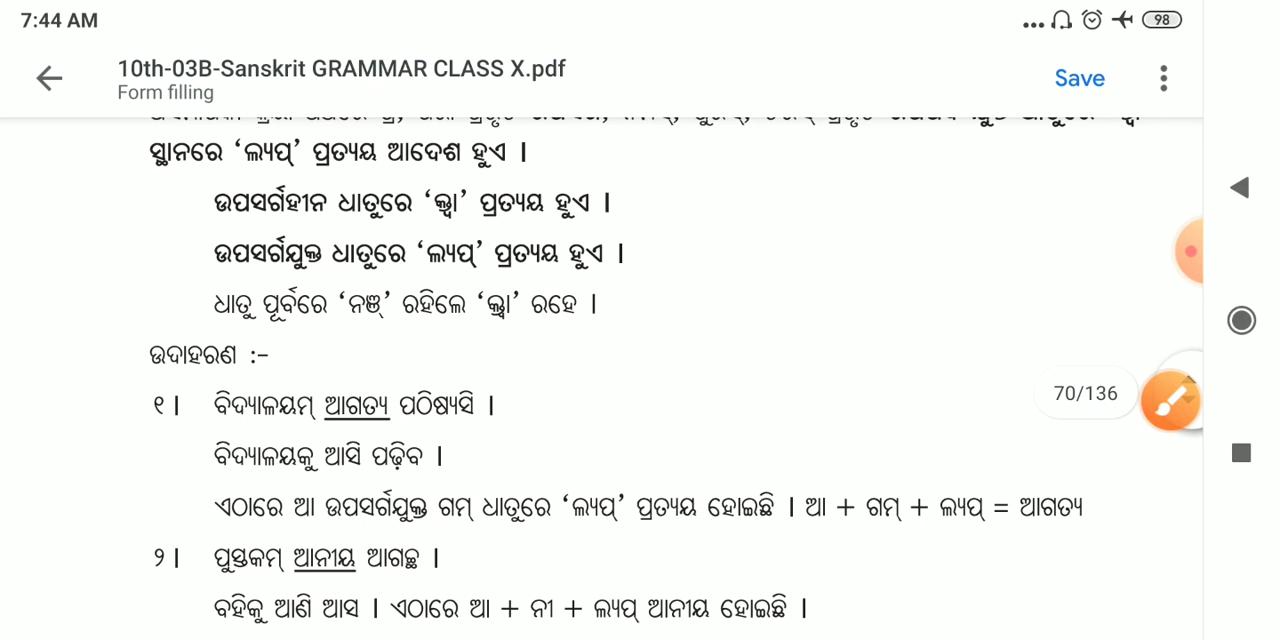 7:44 AM
98
10th-03B-Sanskrit GRAMMAR CLASS X.pdf
Save
Form filling
ସ୍ଥାନରେ ‘ଲ୍ୟପ୍’ ପ୍ରତ୍ୟୟ ଆଦେଶ ହୁଏ ।
ଉପସର୍ଗହୀନ ଧାତୁରେ ‘କ୍ତ୍ୱା’ ପ୍ରତ୍ୟୟ ହୁଏ ।
ଉପସର୍ଗଯୁକ୍ତ ଧାତୁରେ ‘ଲ୍ୟପ୍’ ପ୍ରତ୍ୟୟ ହୁଏ ।
ଧାତୁ ପୂର୍ବରେ ‘ନଞ୍’ ରହିଲେ ‘କ୍ତ୍ୱା’ ରହେ ।
ଉଦାହରଣ :-
୧। ବିଦ୍ୟାଳୟମ୍ ଆଗତ୍ୟ ପଠିଷ୍ୟସି ।
70/136
ବିଦ୍ୟାଳୟକୁ ଆସି ପଢ଼ିବ ।
ଏଠାରେ ଆ ଉପସର୍ଗଯୁକ୍ତ ଗମ୍ ଧାତୁରେ ‘ଲ୍ୟପ୍’ ପ୍ରତ୍ୟୟ ହୋଇଛି । ଆ + ଗମ୍ + ଲ୍ୟପ୍ = ଆଗତ୍ୟ
୨। ପୁସ୍ତକମ୍ ଆନୀୟ ଆଗଚ୍ଛ ।
ବହିକୁ ଆଣି ଆସ । ଏଠାରେ ଆ + ନୀ + ଲ୍ୟପ୍ ଆନୀୟ ହୋଇଛି ।